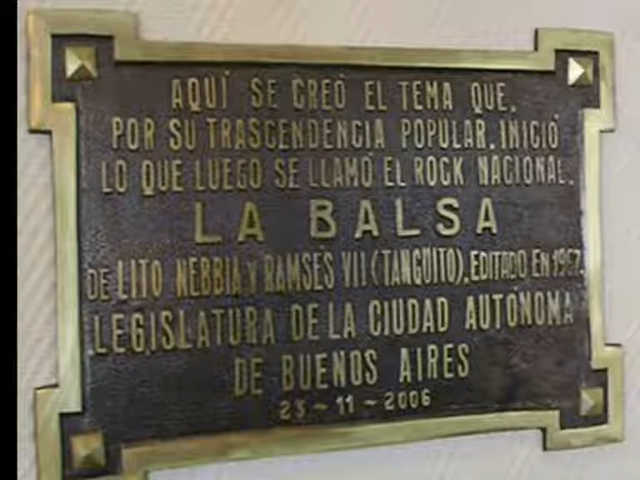 AQUÍ SE CREÓ EL TEMA QUE,
POR SU TRASCENDENCIA POPULAR, INICIÓ
LO QUE LUEGO SE LLAMÓ EL ROCK NACIONAL.
LA BALSA
DE LITO NEBBIA Y RAMSÉS VII (TANGUITO), EDITADO EN 1967.
LEGISLATURA DE LA CIUDAD AUTÓNOMA
DE BUENOS AIRES
23 ~ 11 ~ 2006